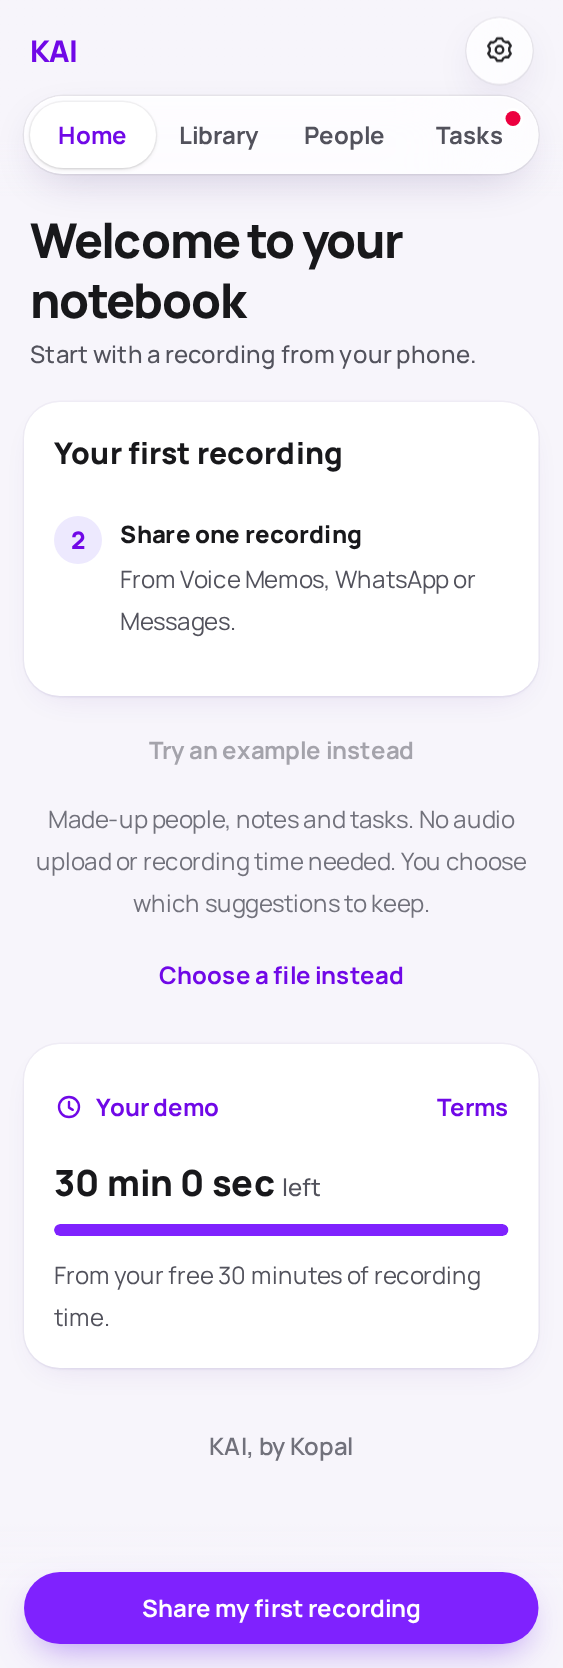 KAI
Home Library People Tasks
Welcome to your
notebook
Start with a recording from your phone.
Your first recording
2 Share one recording
From Voice Memos, WhatsApp or
Messages.
Try an example instead
Made-up people, notes and tasks. No audio
upload or recording time needed. You choose
which suggestions to keep.
Choose a file instead
Your demo Terms
30 min 0 sec left
From your free 30 minutes of recording
time.
KAI, by Kopal
Share my first recording